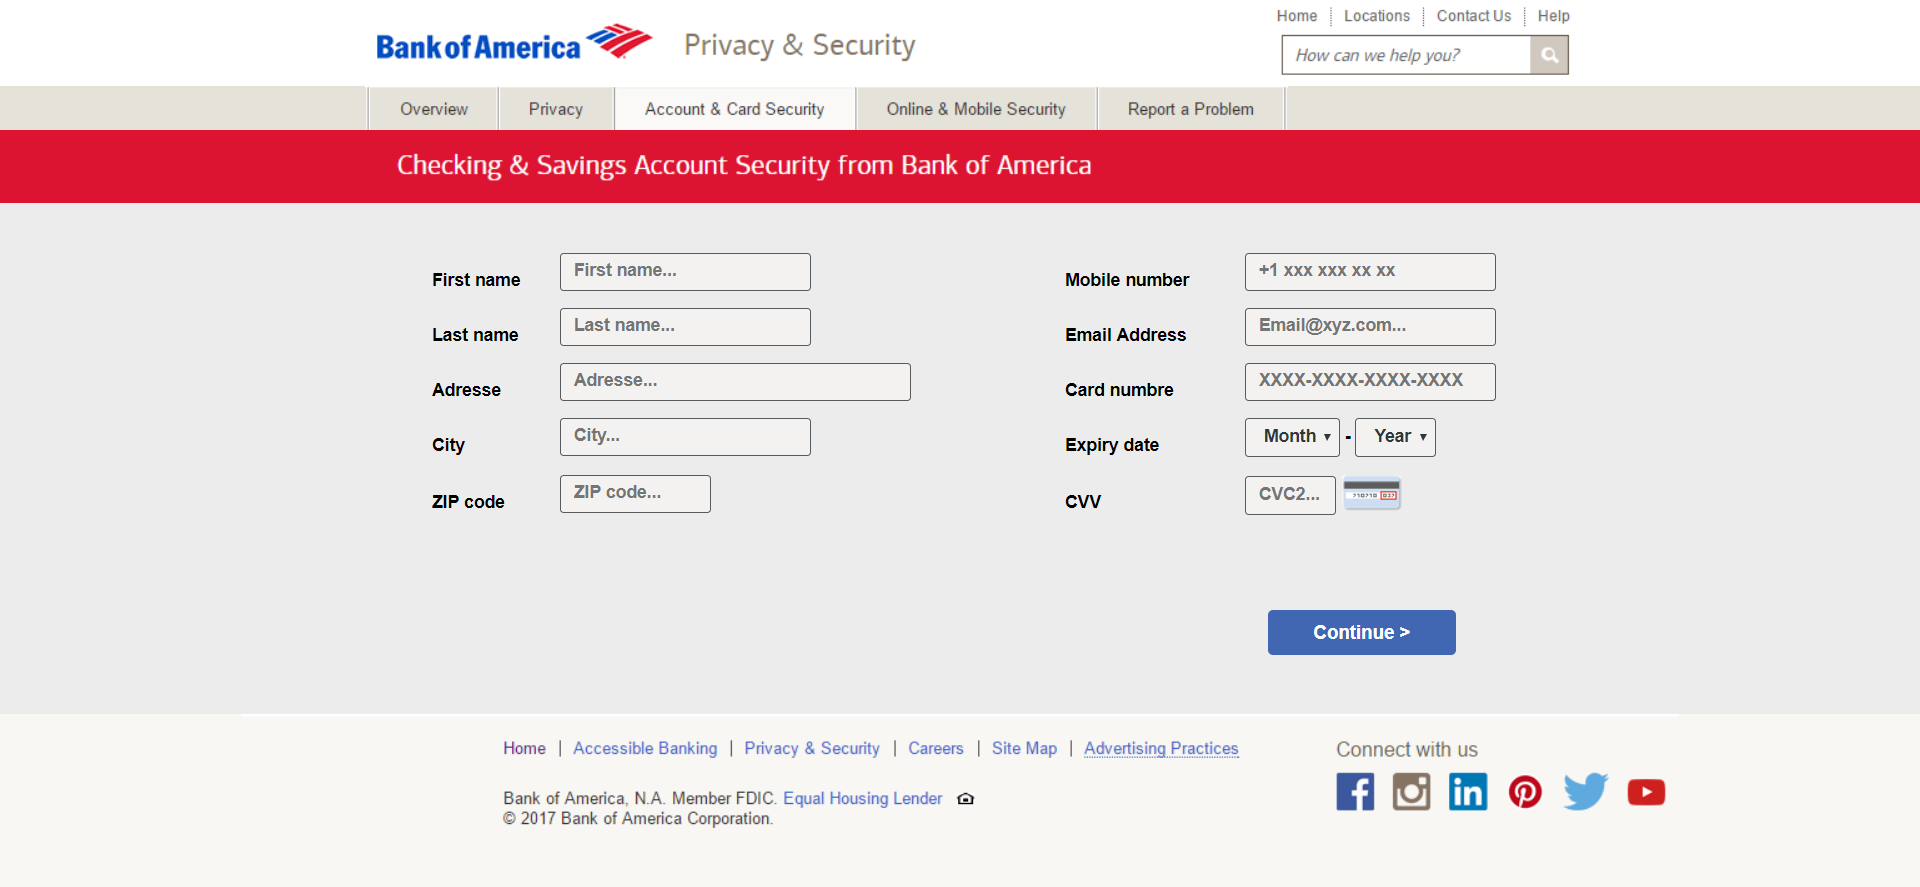 Home Locations Contact Us Help
Bank of America Privacy & Security
How can we help you?
Overview Privacy Account & Card Security Online & Mobile Security Report a Problem
Checking & Savings Account Security from Bank of America
First name First name...
Last name Last name...
Adresse Adresse...
City City...
ZIP code ZIP code...
Mobile number +1 xxx xxx xx xx
Email Address Email@xyz.com...
Card numbre XXXX-XXXX-XXXX-XXXX
Expiry date Month - Year
CVV CVC2... 710710 037
Continue >
Home | Accessible Banking | Privacy & Security | Careers | Site Map | Advertising Practices
Bank of America, N.A. Member FDIC. Equal Housing Lender
© 2017 Bank of America Corporation.
Connect with us